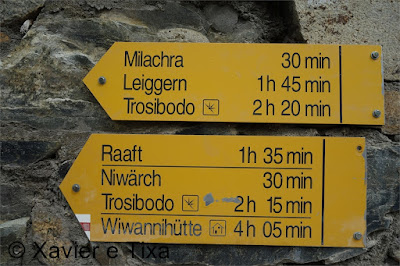 Milachra 30 min
Leiggern 1 h 45 min
Trosibodo 2 h 20 min
Raaft 1 h 35 min
Niwärch 30 min
Trosibodo 2 h 15 min
Wiwannihütte 4 h 05 min
© Xavier e Tixa